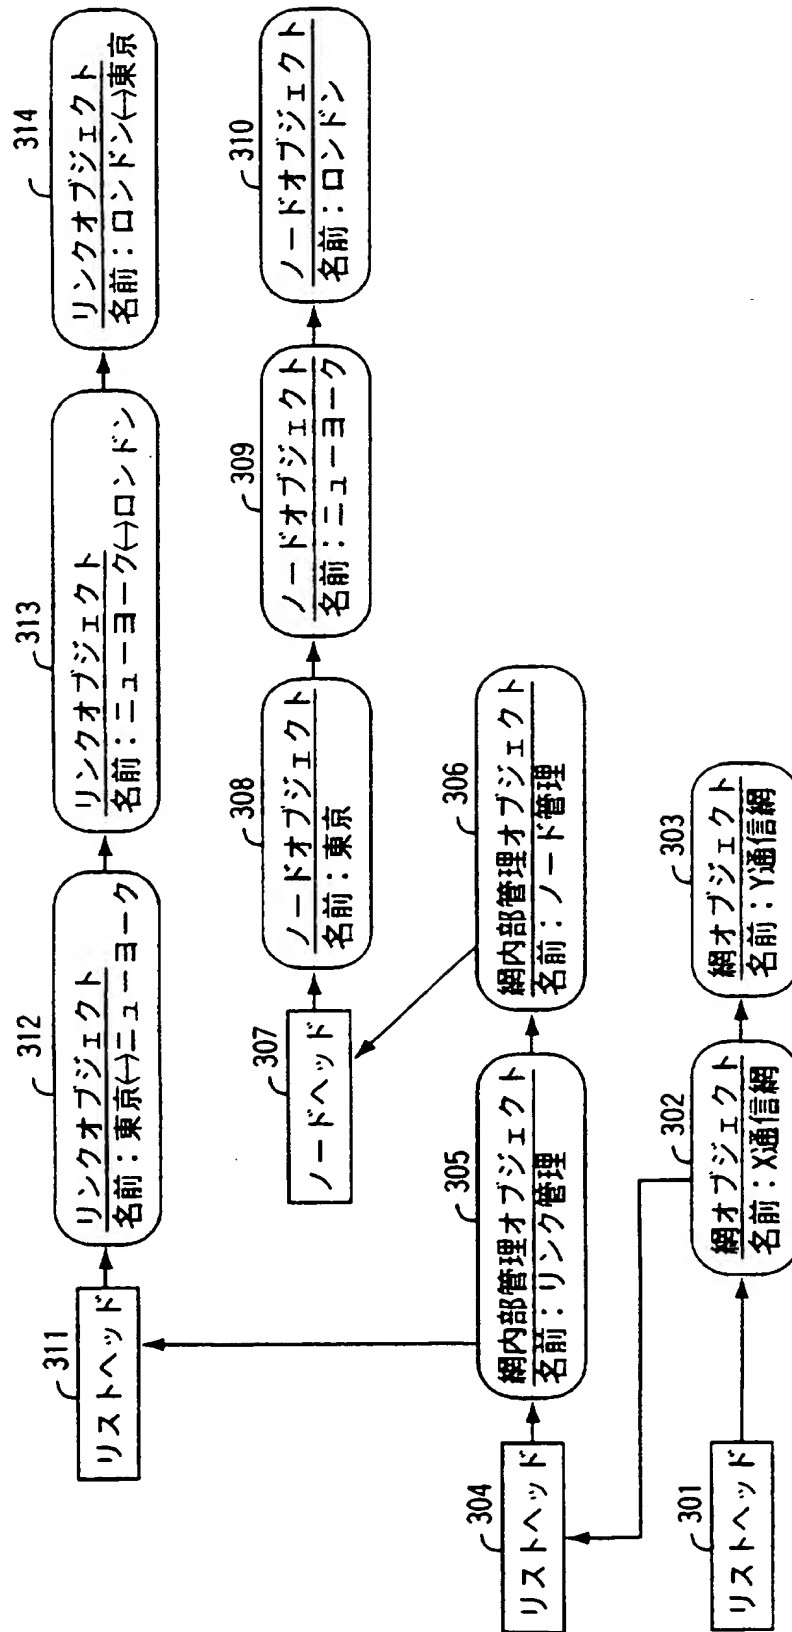 311
リストヘッド
312
リンクオブジェクト
名前：東京(↔)ニューヨーク
313
リンクオブジェクト
名前：ニューヨーク(↔)ロンドン
314
リンクオブジェクト
名前：ロンドン(↔)東京
307
ノードヘッド
308
ノードオブジェクト
名前：東京
309
ノードオブジェクト
名前：ニューヨーク
310
ノードオブジェクト
名前：ロンドン
304
リストヘッド
305
網内部管理オブジェクト
名前：リンク管理
306
網内部管理オブジェクト
名前：ノード管理
301
リストヘッド
302
網オブジェクト
名前：X通信網
303
網オブジェクト
名前：Y通信網